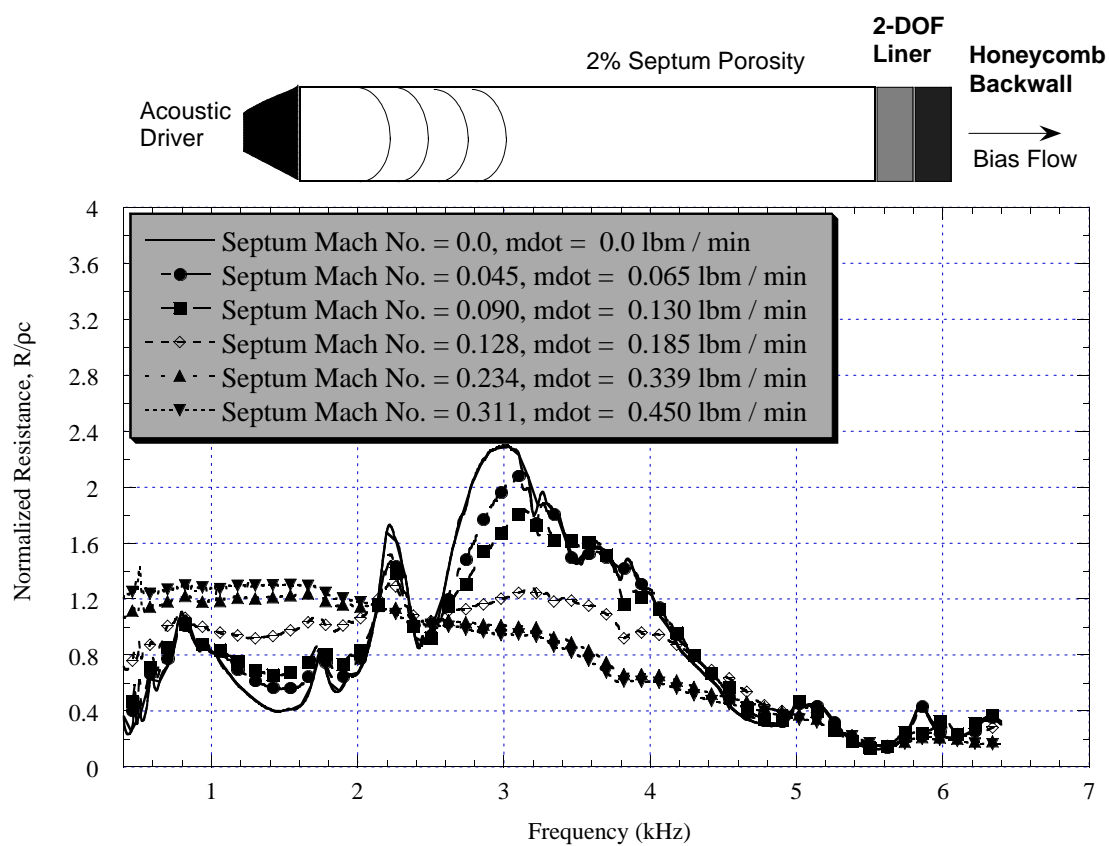 2-DOF
Liner
Honeycomb
Backwall
2% Septum Porosity
Acoustic
Driver
Bias Flow
Septum Mach No. = 0.0, mdot = 0.0 lbm / min
Septum Mach No. = 0.045, mdot = 0.065 lbm / min
Septum Mach No. = 0.090, mdot = 0.130 lbm / min
Septum Mach No. = 0.128, mdot = 0.185 lbm / min
Septum Mach No. = 0.234, mdot = 0.339 lbm / min
Septum Mach No. = 0.311, mdot = 0.450 lbm / min
Normalized Resistance, R/ρc
4
3.6
3.2
2.8
2.4
2
1.6
1.2
0.8
0.4
0
1 2 3 4 5 6 7
Frequency (kHz)